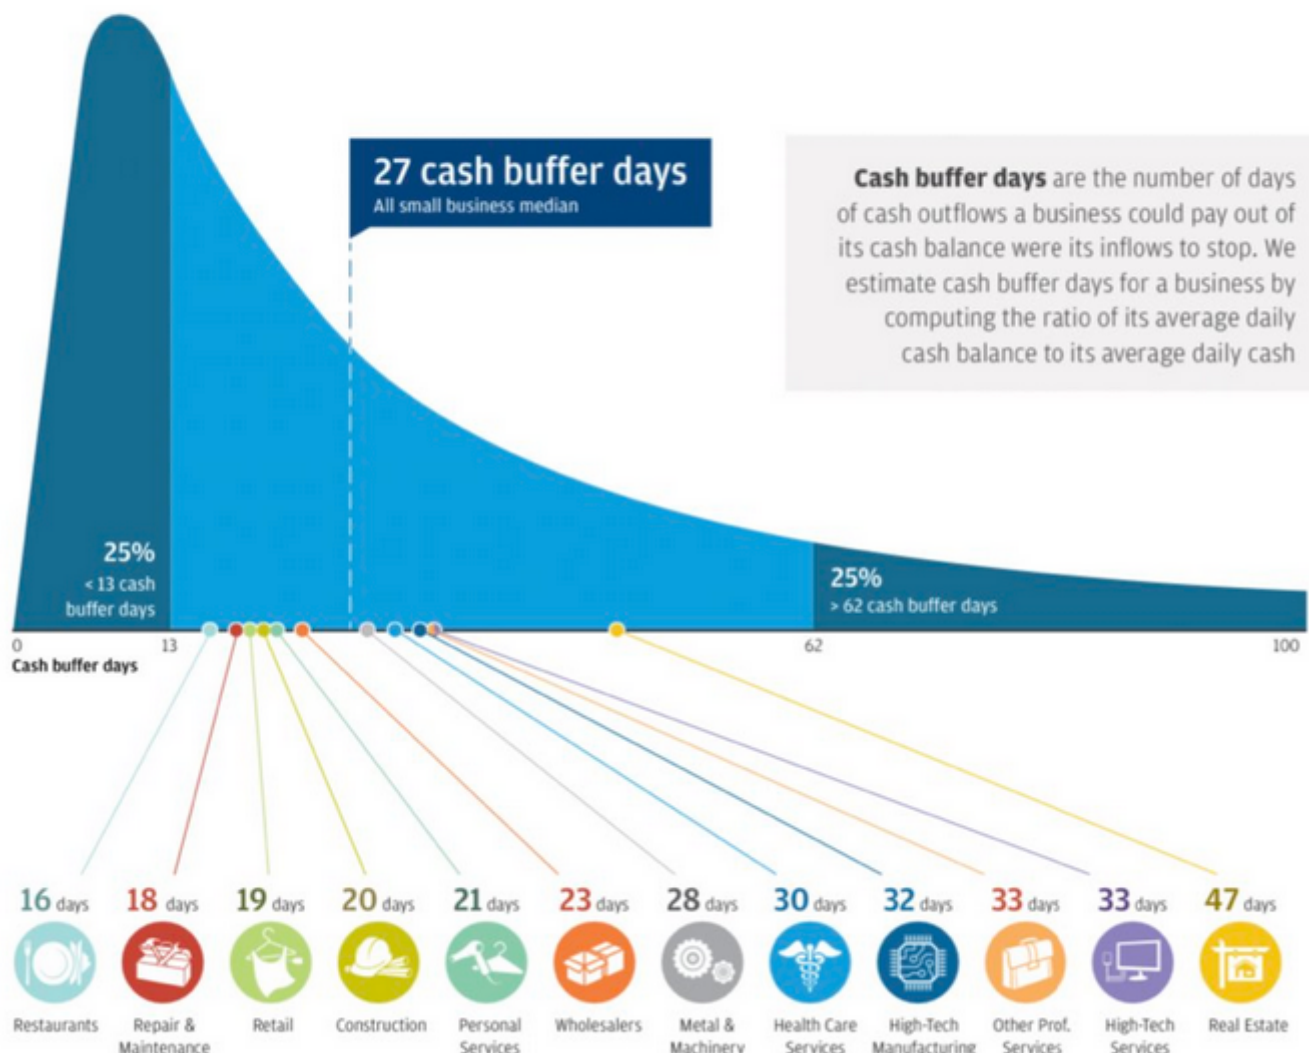 27 cash buffer days
All small business median
Cash buffer days are the number of days
of cash outflows a business could pay out of
its cash balance were its inflows to stop. We
estimate cash buffer days for a business by
computing the ratio of its average daily
cash balance to its average daily cash
25%
< 13 cash
buffer days
25%
> 62 cash buffer days
0 13 62 100
Cash buffer days
16 days 18 days 19 days 20 days 21 days 23 days 28 days 30 days 32 days 33 days 33 days 47 days
Restaurants Repair & Retail Construction Personal Wholesalers Metal & Health Care High-Tech Other Prof. High-Tech Real Estate
Maintenance Services Machinery Services Manufacturing Services Services